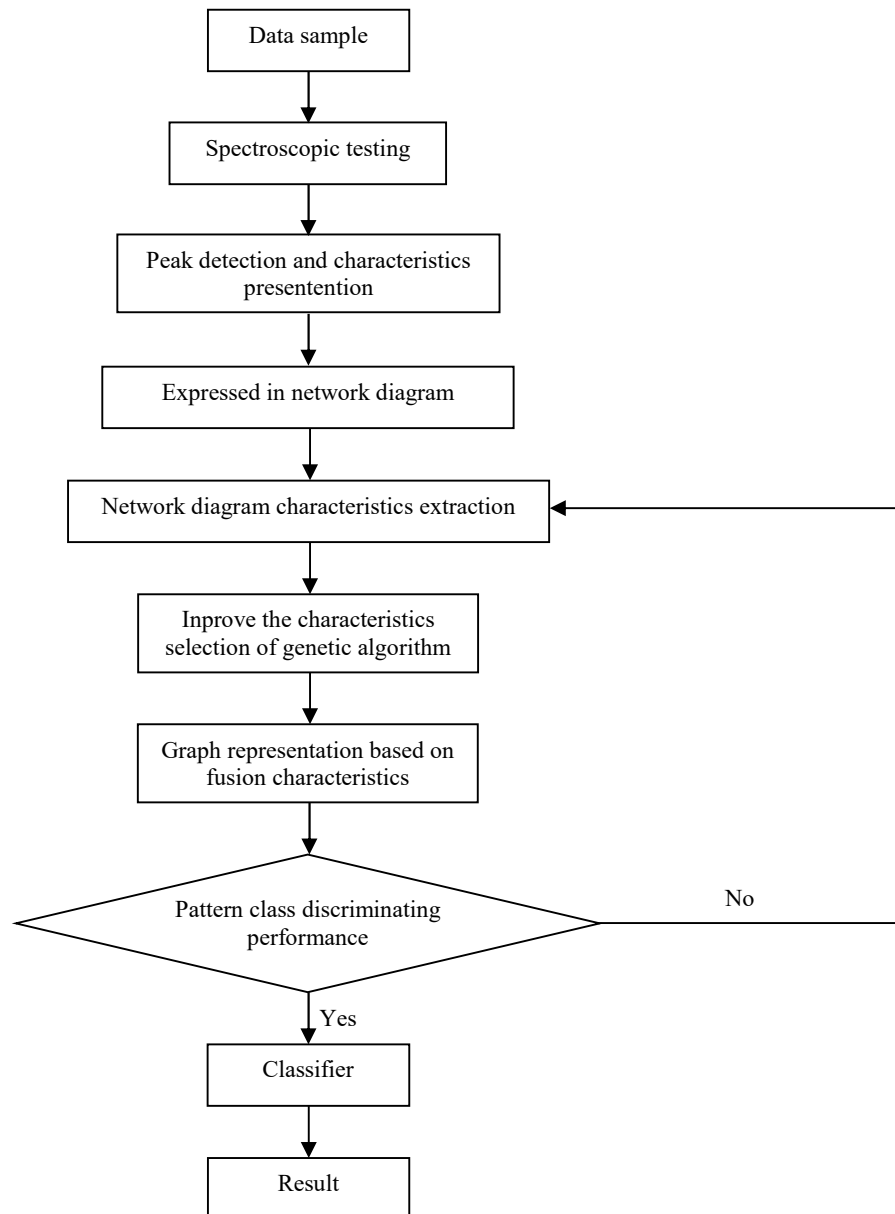 Data sample
Spectroscopic testing
Peak detection and characteristics
presentention
Expressed in network diagram
Network diagram characteristics extraction
Inprove the characteristics
selection of genetic algorithm
Graph representation based on
fusion characteristics
Pattern class discriminating
performance
No
Yes
Classifier
Result